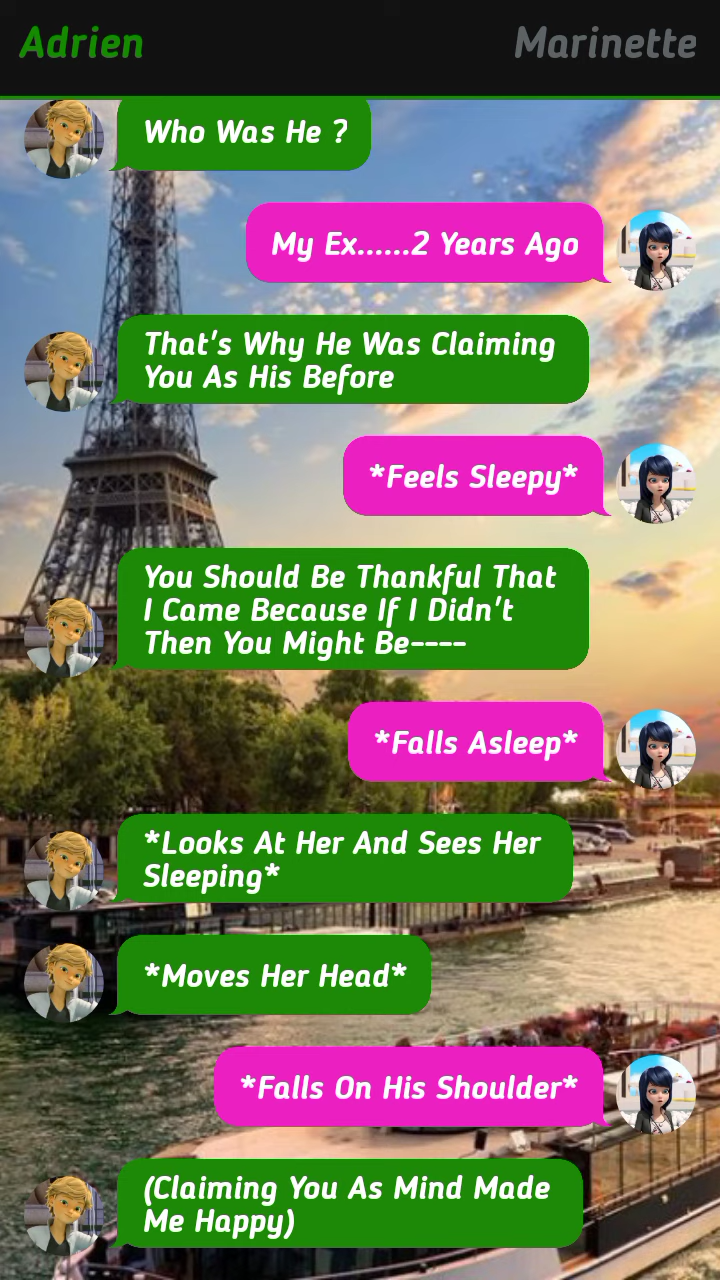 Adrien
Marinette
Who Was He ?
My Ex......2 Years Ago
That's Why He Was Claiming
You As His Before
*Feels Sleepy*
You Should Be Thankful That
I Came Because If I Didn't
Then You Might Be----
*Falls Asleep*
*Looks At Her And Sees Her
Sleeping*
*Moves Her Head*
*Falls On His Shoulder*
(Claiming You As Mind Made
Me Happy)